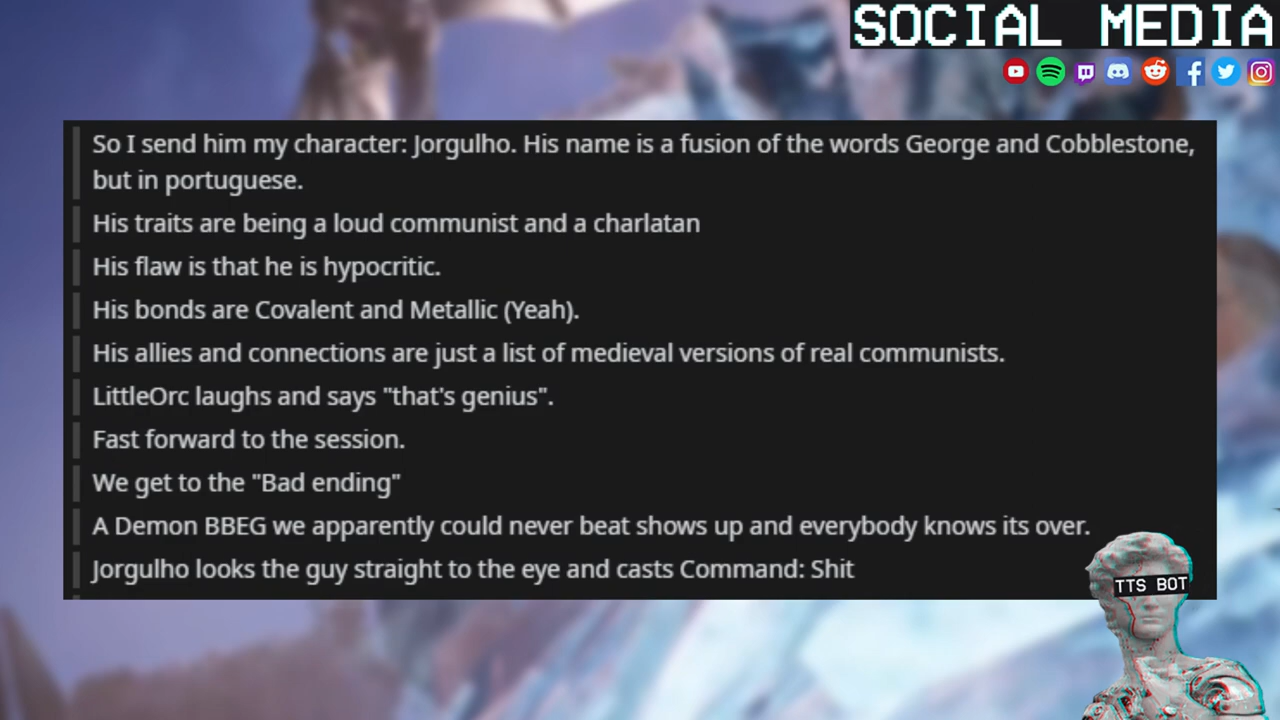 SOCIAL MEDIA
So I send him my character: Jorgulho. His name is a fusion of the words George and Cobblestone,
but in portuguese.
His traits are being a loud communist and a charlatan
His flaw is that he is hypocritic.
His bonds are Covalent and Metallic (Yeah).
His allies and connections are just a list of medieval versions of real communists.
LittleOrc laughs and says "that's genius".
Fast forward to the session.
We get to the "Bad ending"
A Demon BBEG we apparently could never beat shows up and everybody knows its over.
Jorgulho looks the guy straight to the eye and casts Command: Shit
TTS BOT